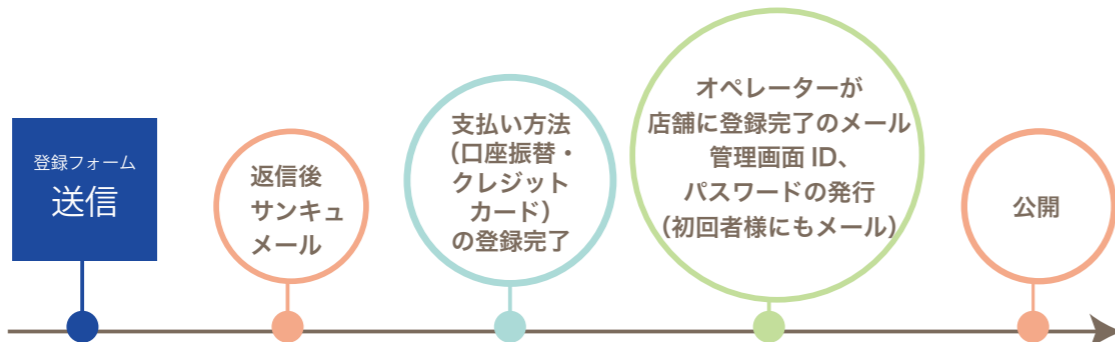 登録フォーム
送信
返信後
サンキュ
メール
支払い方法
（口座振替・
クレジット
カード）
の登録完了
オペレーターが
店舗に登録完了のメール
管理画面 ID、
パスワードの発行
（初回者様にもメール）
公開